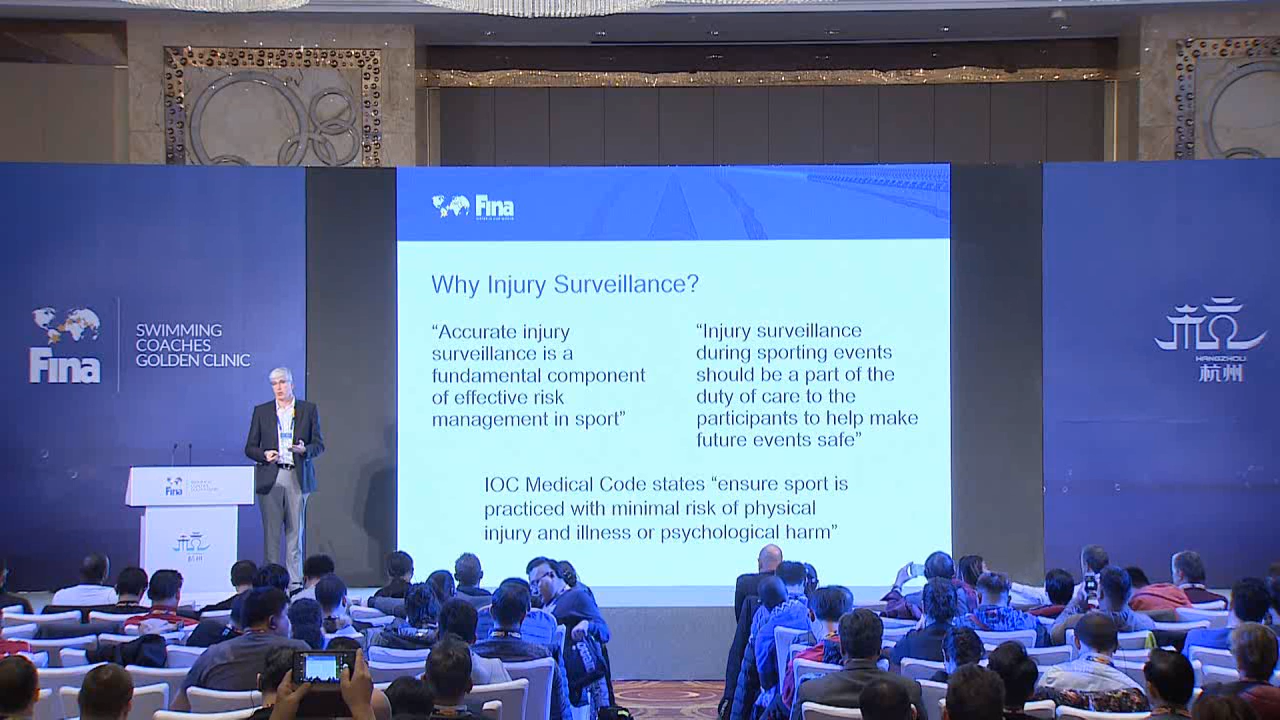 Fina
Why Injury Surveillance?
“Accurate injury
surveillance is a
fundamental component
of effective risk
management in sport”
“Injury surveillance
during sporting events
should be a part of the
duty of care to the
participants to help make
future events safe”
IOC Medical Code states “ensure sport is
practiced with minimal risk of physical
injury and illness or psychological harm”
Fina
SWIMMING
COACHES
GOLDEN CLINIC
Fina
杭州
HANGZHOU
杭州